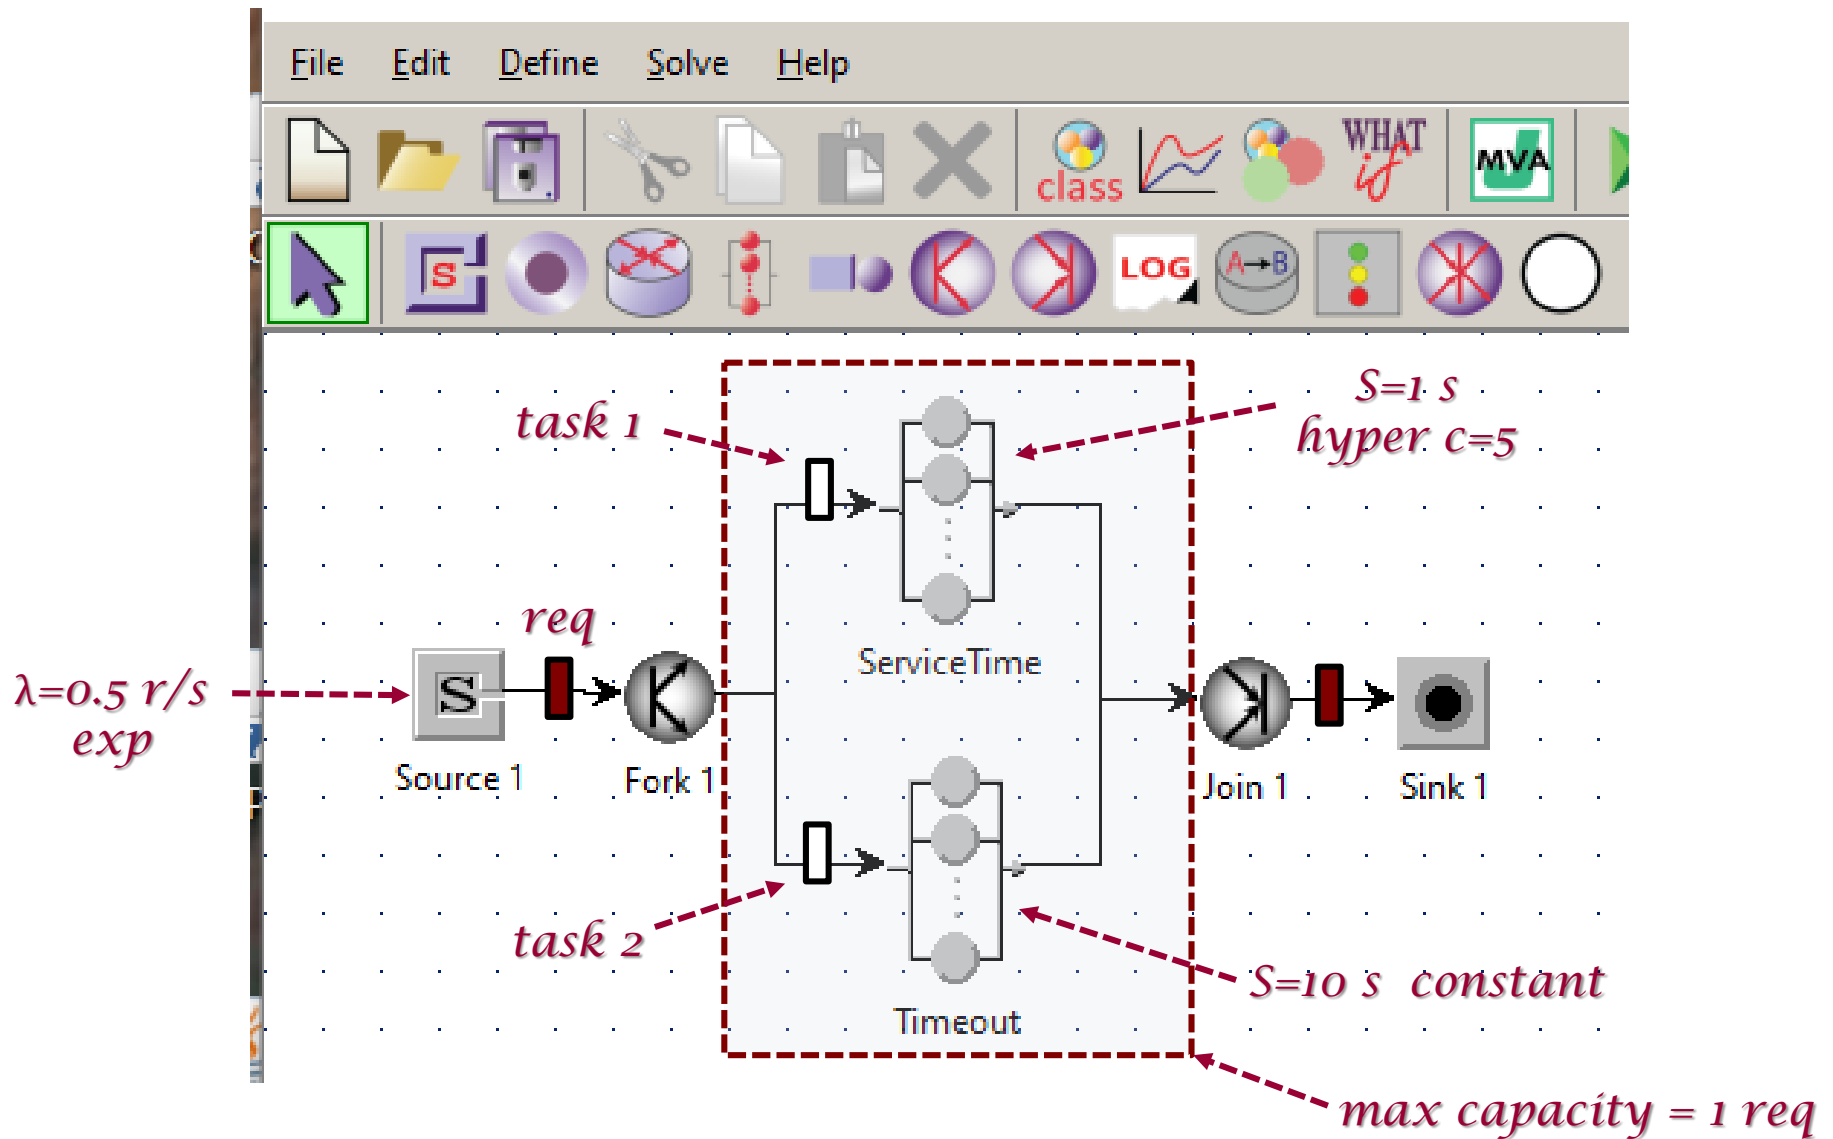 File Edit Define Solve Help
class
WHAT
if
MVA
S
LOG
A→B
task 1
S=1 s
hyper c=5
req
ServiceTime
λ=0.5 r/s
exp
S
Source 1
Fork 1
Join 1
Sink 1
task 2
S=10 s constant
Timeout
max capacity = 1 req